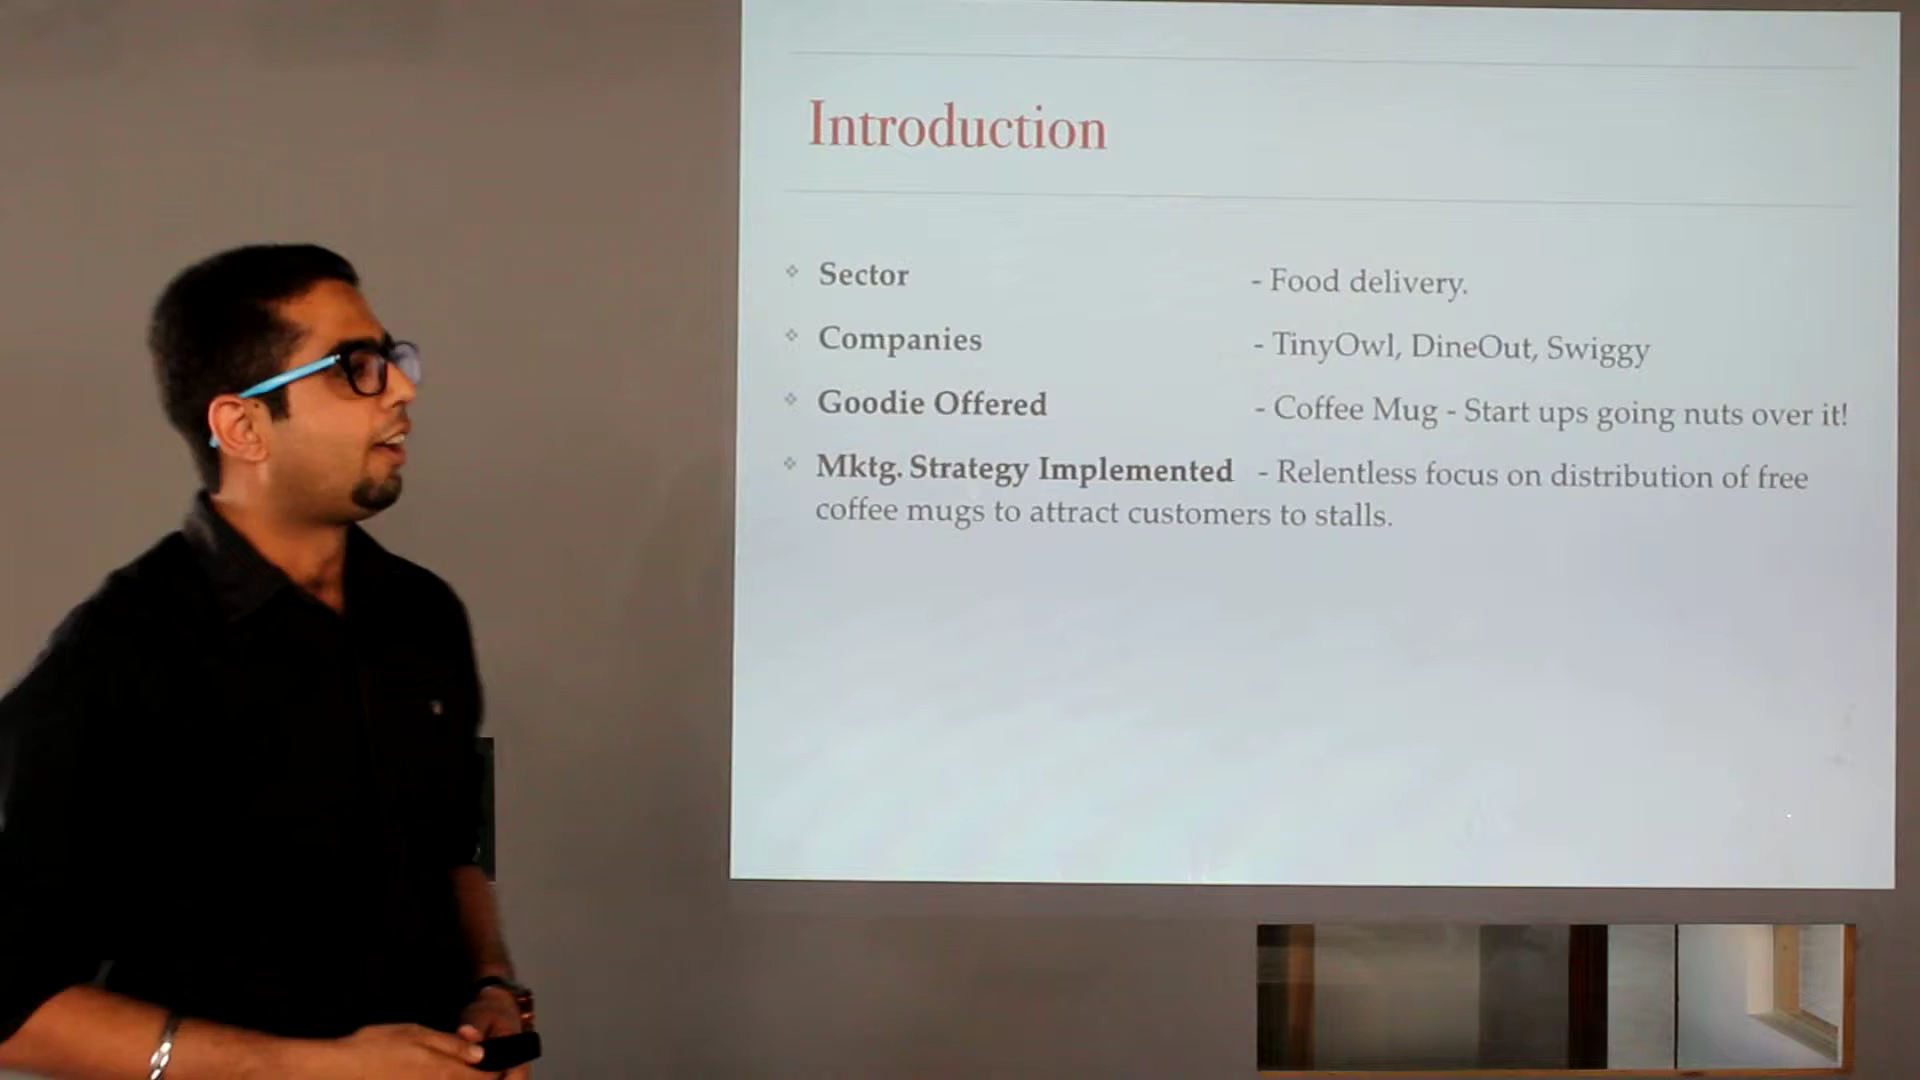 Introduction
Sector - Food delivery.
Companies - TinyOwl, DineOut, Swiggy
Goodie Offered - Coffee Mug - Start ups going nuts over it!
Mktg. Strategy Implemented - Relentless focus on distribution of free
coffee mugs to attract customers to stalls.